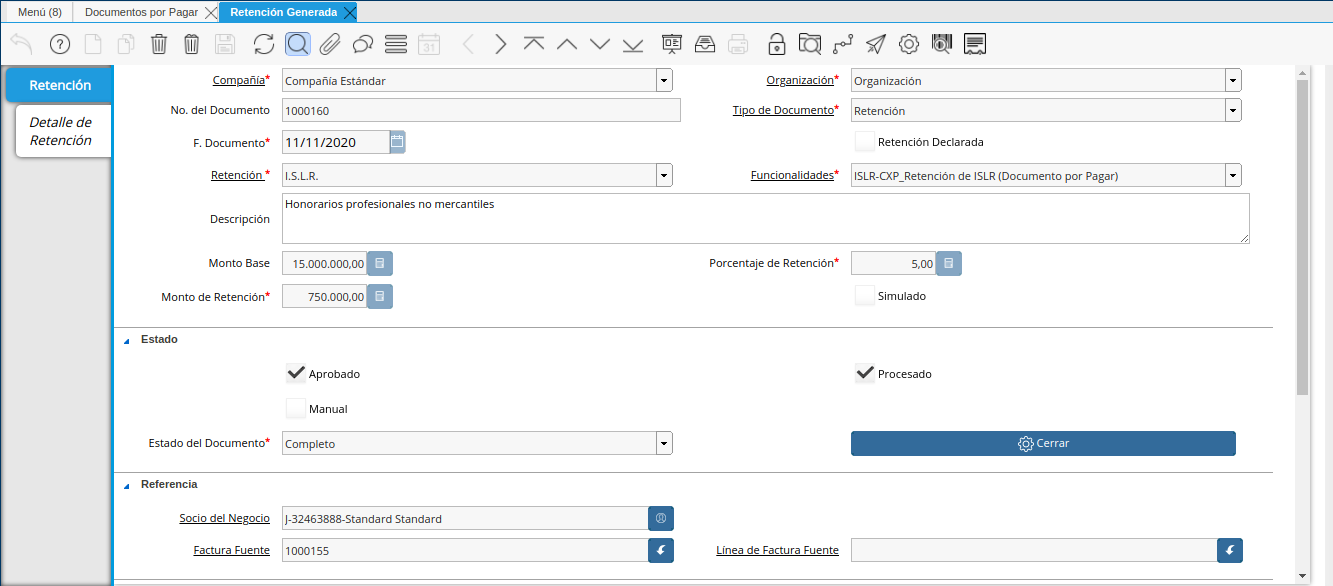 Menú (8) Documentos por Pagar Retención Generada
31
Retención
Detalle de
Retención
Compañía* Compañía Estándar Organización* Organización
No. del Documento 1000160 Tipo de Documento* Retención
F. Documento* 11/11/2020 Retención Declarada
Retención * I.S.L.R. Funcionalidades* ISLR-CXP_Retención de ISLR (Documento por Pagar)
Descripción Honorarios profesionales no mercantiles
Monto Base 15.000.000,00 Porcentaje de Retención* 5,00
Monto de Retención* 750.000,00 Simulado
Estado
Aprobado Procesado
Manual
Estado del Documento* Completo Cerrar
Referencia
Socio del Negocio J-32463888-Standard Standard
Factura Fuente 1000155 Línea de Factura Fuente